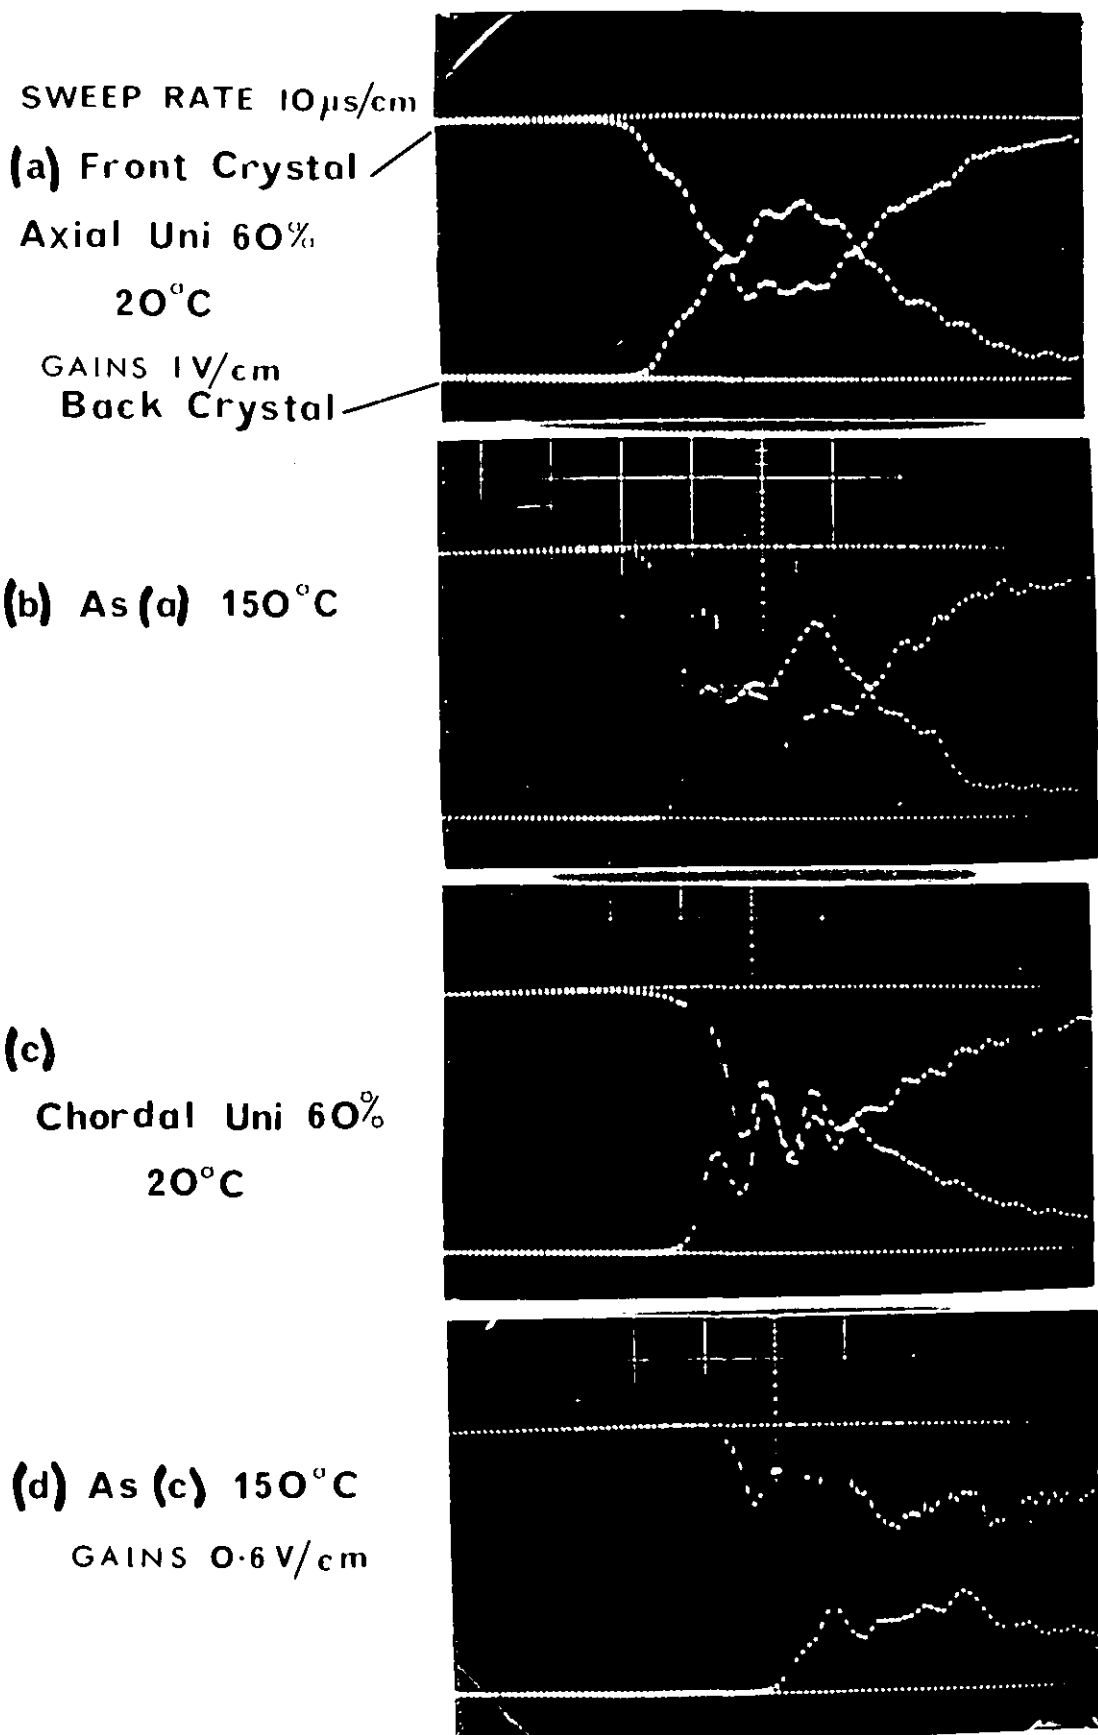 SWEEP RATE 10µs/cm
(a) Front Crystal
Axial Uni 60%
20°C
GAINS 1V/cm
Back Crystal
(b) As (a) 150°C
(c)
Chordal Uni 60%
20°C
(d) As (c) 150°C
GAINS 0·6 V/cm